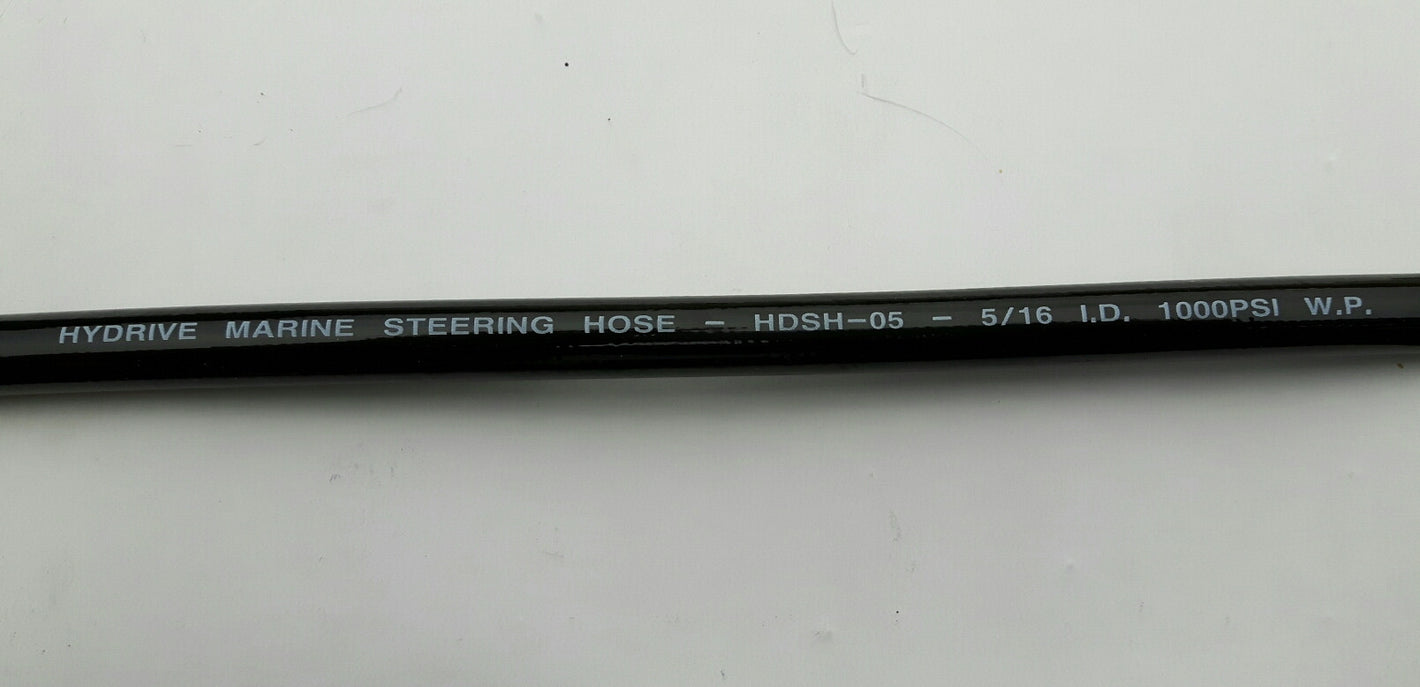 HYDRIVE MARINE STEERING HOSE - HDSH-05 - 5/16 I.D. 1000PSI W.P.